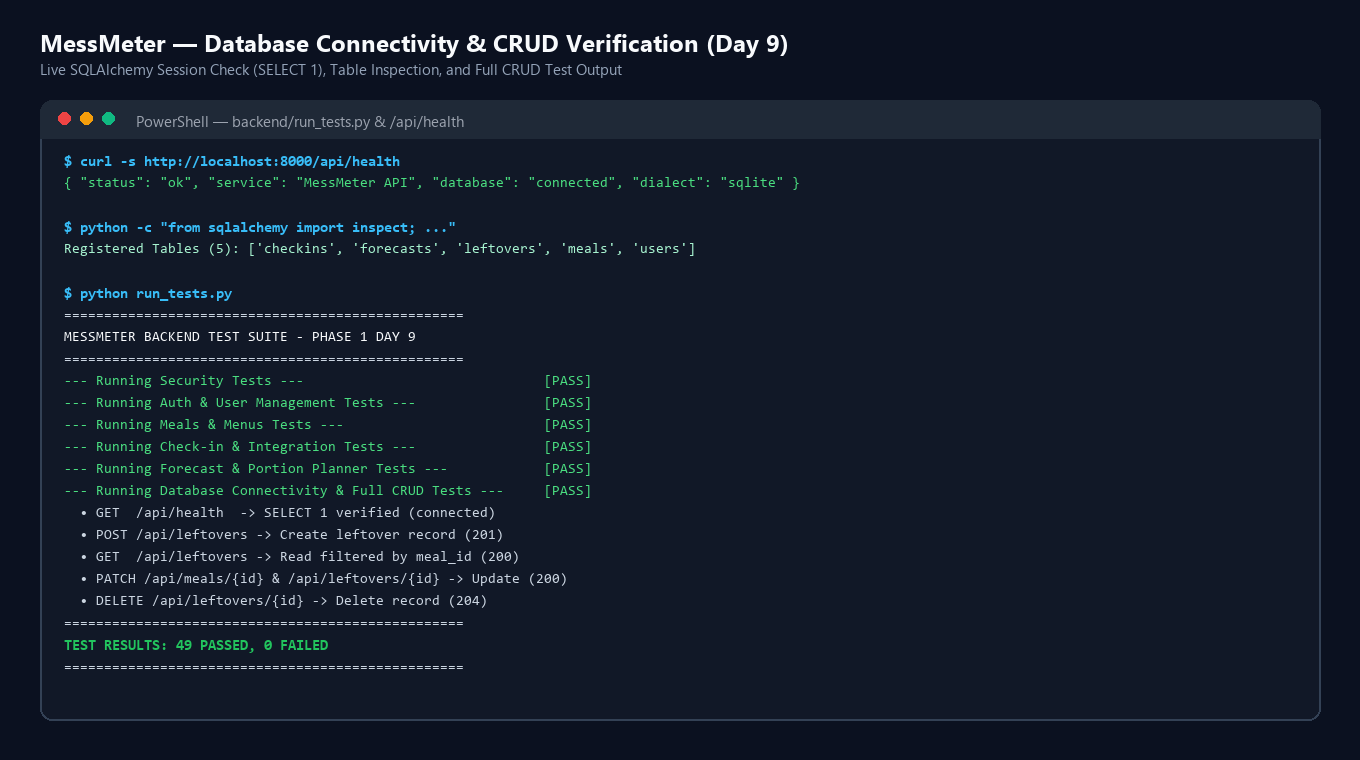 MessMeter — Database Connectivity & CRUD Verification (Day 9)
Live SQLAlchemy Session Check (SELECT 1), Table Inspection, and Full CRUD Test Output
PowerShell — backend/run_tests.py & /api/health
$ curl -s http://localhost:8000/api/health
{ "status": "ok", "service": "MessMeter API", "database": "connected", "dialect": "sqlite" }
$ python -c "from sqlalchemy import inspect; ..."
Registered Tables (5): ['checkins', 'forecasts', 'leftovers', 'meals', 'users']
$ python run_tests.py
==================================================
MESSMETER BACKEND TEST SUITE - PHASE 1 DAY 9
==================================================
--- Running Security Tests --- [PASS]
--- Running Auth & User Management Tests --- [PASS]
--- Running Meals & Menus Tests --- [PASS]
--- Running Check-in & Integration Tests --- [PASS]
--- Running Forecast & Portion Planner Tests --- [PASS]
--- Running Database Connectivity & Full CRUD Tests --- [PASS]
• GET  /api/health  -> SELECT 1 verified (connected)
• POST /api/leftovers -> Create leftover record (201)
• GET  /api/leftovers -> Read filtered by meal_id (200)
• PATCH /api/meals/{id} & /api/leftovers/{id} -> Update (200)
• DELETE /api/leftovers/{id} -> Delete record (204)
==================================================
TEST RESULTS: 49 PASSED, 0 FAILED
==================================================